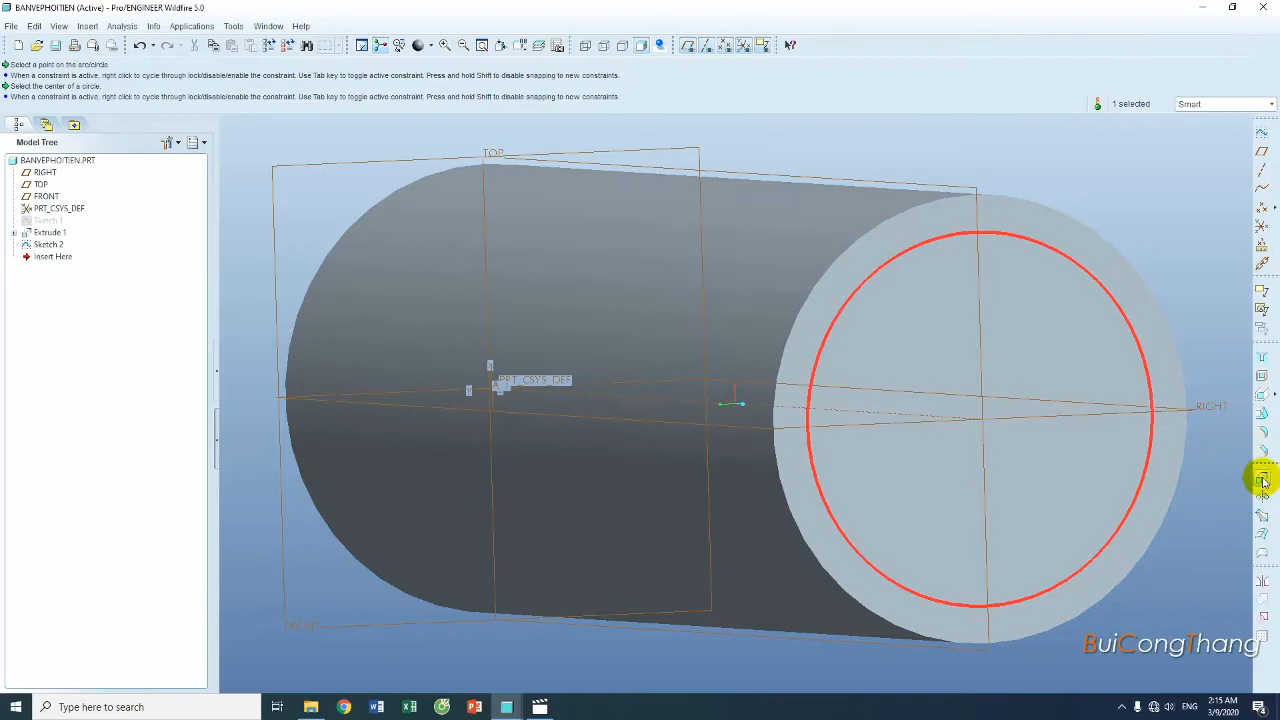 BANVEPHOITIEN (Active) - Pro/ENGINEER Wildfire 5.0
File Edit View Insert Analysis Info Applications Tools Window Help
Select a point on the arc/circle
When a constraint is active, right click to cycle through lock/disable/enable the constraint. Use Tab key to toggle active constraint. Press and hold Shift to disable snapping to new constraints.
Select the center of a circle.
When a constraint is active, right click to cycle through lock/disable/enable the constraint. Use Tab key to toggle active constraint. Press and hold Shift to disable snapping to new constraints.
1 selected
Smart
Model Tree
BANVEPHOITIEN.PRT
RIGHT
TOP
FRONT
PRT_CSYS_DEF
Sketch 1
Extrude 1
Sketch 2
Insert Here
TOP
X
PRT_CSYS_DEF
Y
RIGHT
BuiCongThang
Type here to search
2:15 AM
3/9/2020